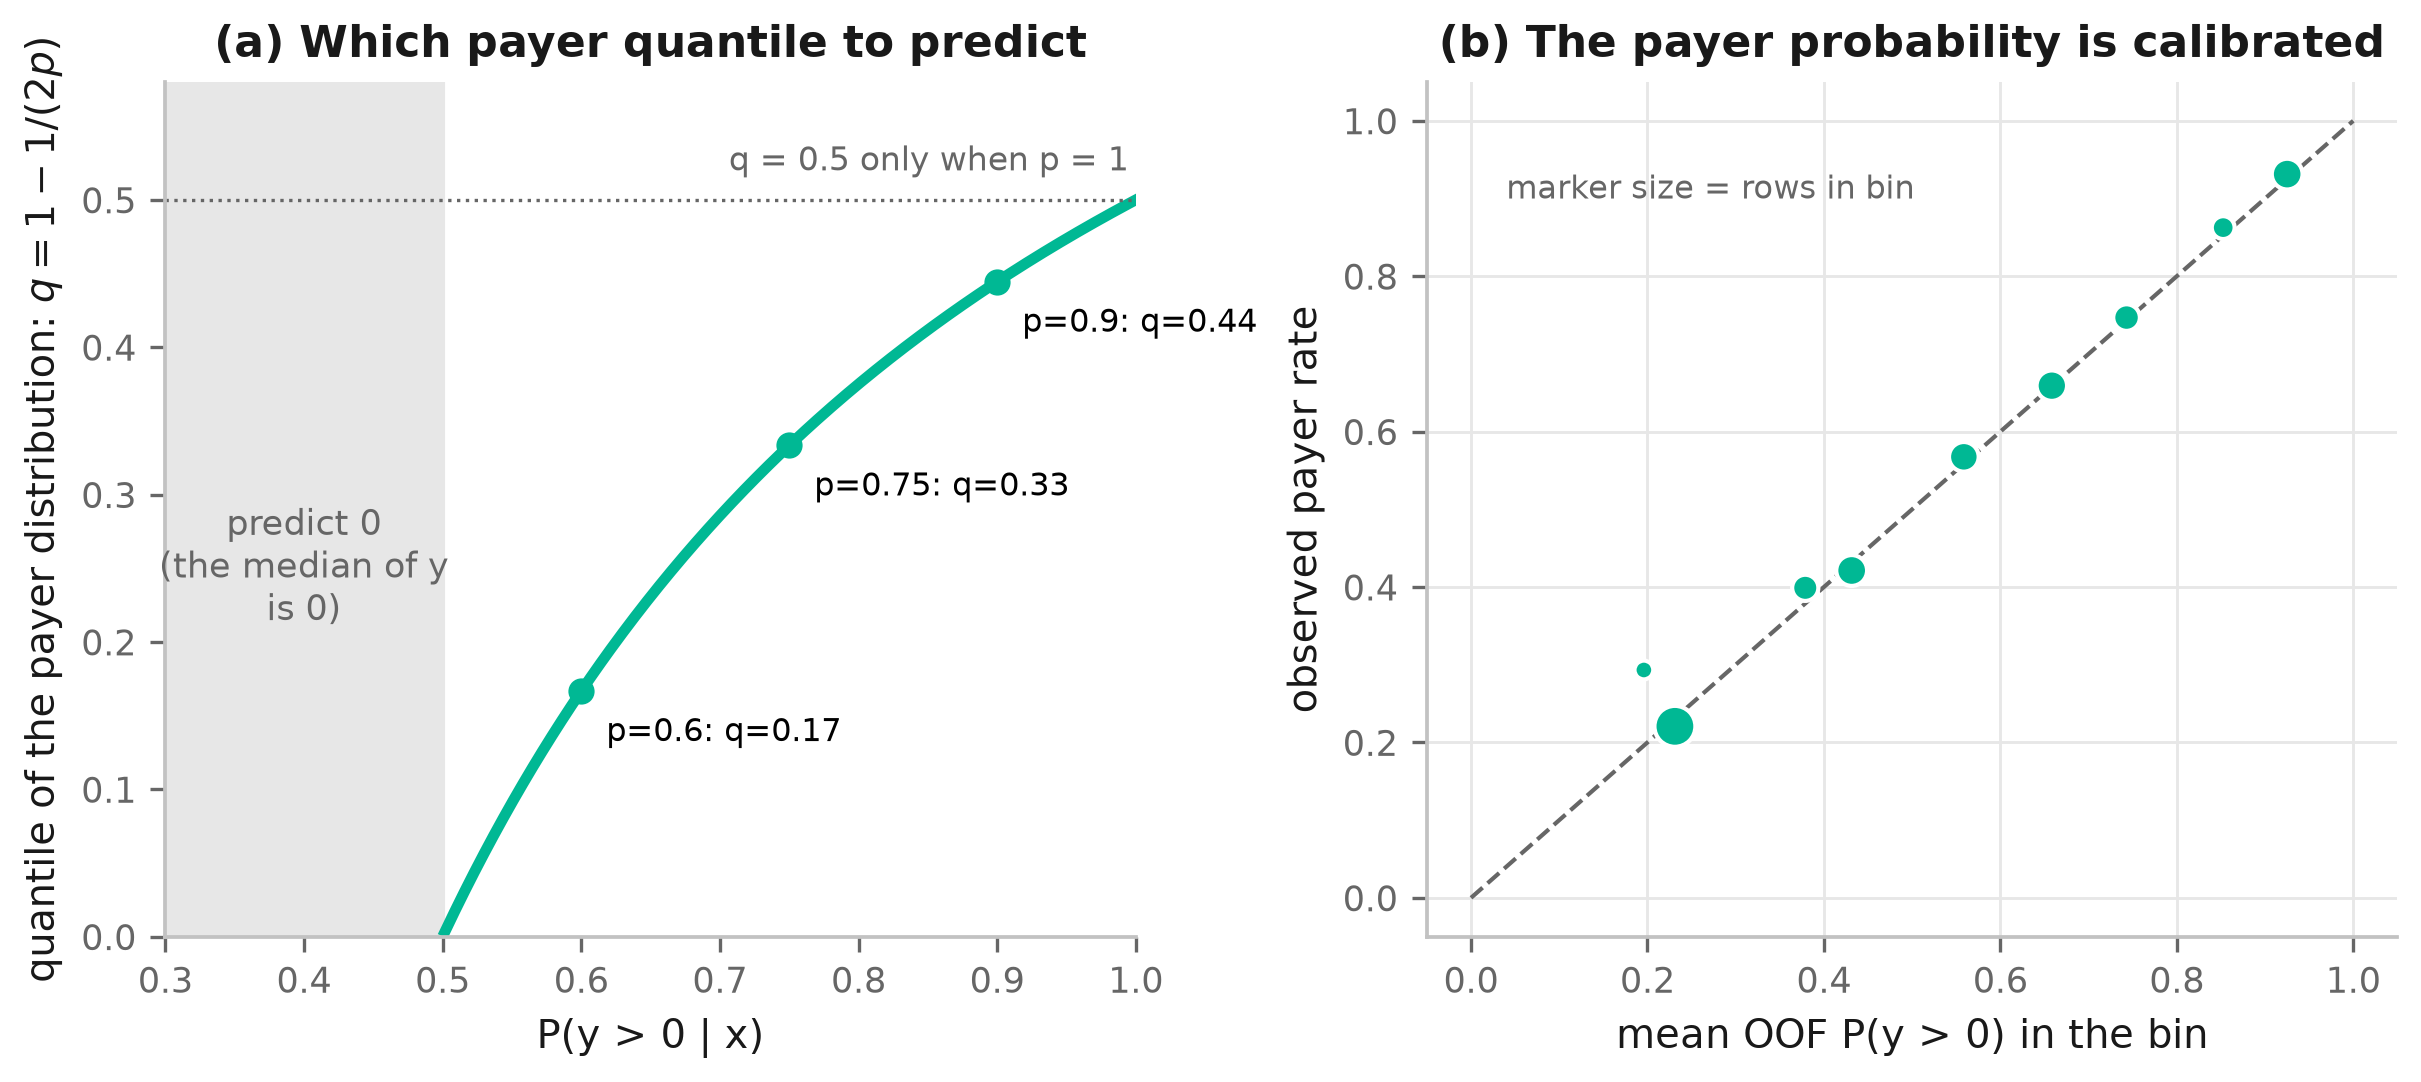 (a) Which payer quantile to predict
quantile of the payer distribution: q = 1 − 1/(2p)
0.5
0.4
0.3
0.2
0.1
0.0
q = 0.5 only when p = 1
p=0.9: q=0.44
p=0.75: q=0.33
p=0.6: q=0.17
predict 0
(the median of y
is 0)
0.3 0.4 0.5 0.6 0.7 0.8 0.9 1.0
P(y > 0 | x)
(b) The payer probability is calibrated
observed payer rate
1.0
0.8
0.6
0.4
0.2
0.0
marker size = rows in bin
0.0 0.2 0.4 0.6 0.8 1.0
mean OOF P(y > 0) in the bin